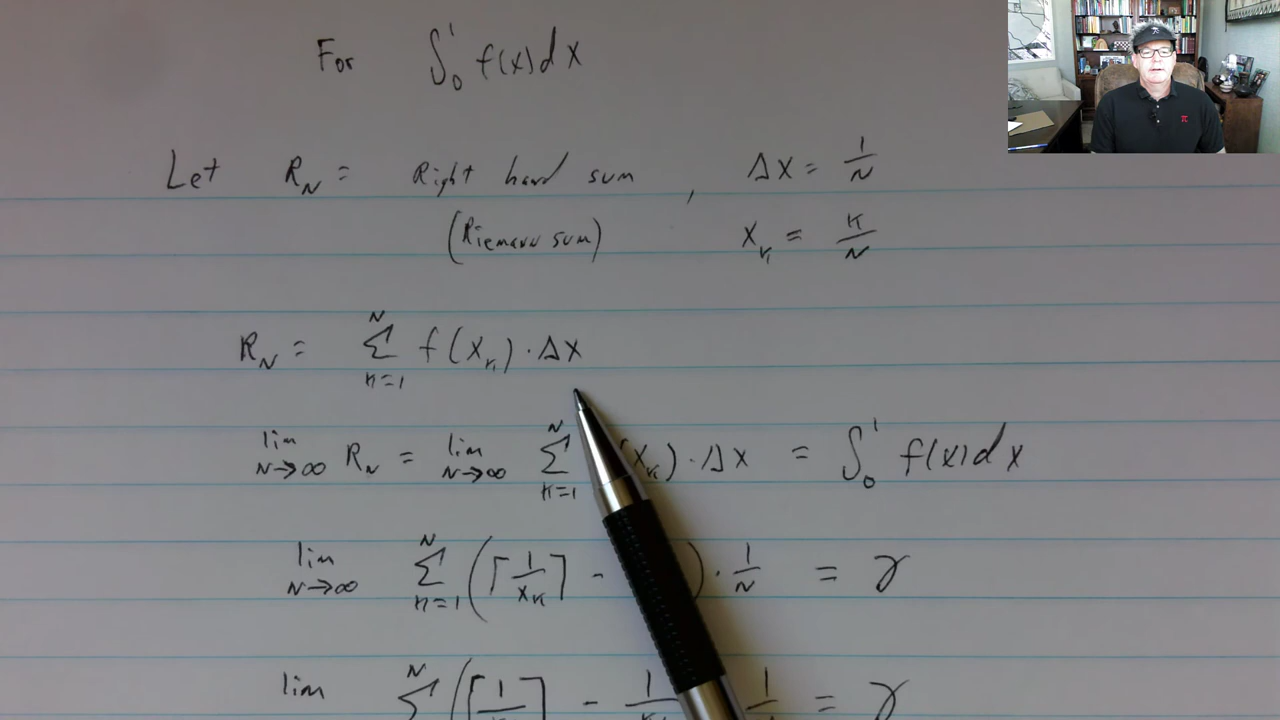 For ∫₀¹ f(x)dx
Let R_N = Right hand sum , Δx = 1/N
(Riemann sum) x_k = k/N
R_N = Σ_{k=1}^{N} f(x_k)·Δx
lim_{N→∞} R_N = lim_{N→∞} Σ_{k=1}^{N} (x_k)·Δx = ∫₀¹ f(x)dx
lim_{N→∞} Σ_{k=1}^{N} (⌈1/x_k⌉ - )·1/N = γ
lim Σ^{N} (⌈1/ ⌉ - 1/ 1/ = γ